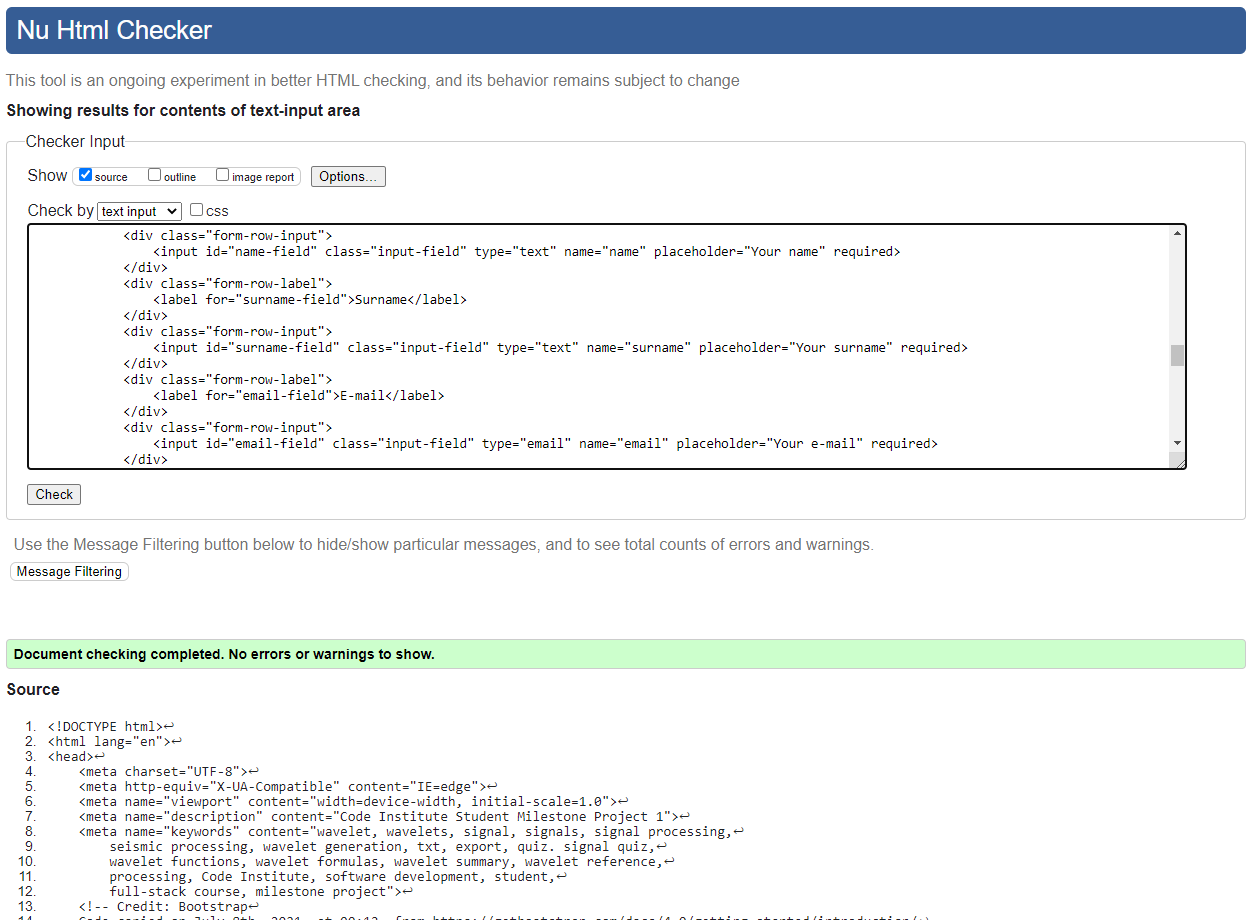 Nu Html Checker
This tool is an ongoing experiment in better HTML checking, and its behavior remains subject to change
Showing results for contents of text-input area
Checker Input
Show source outline image report Options...
Check by text input css
<div class="form-row-input">
<input id="name-field" class="input-field" type="text" name="name" placeholder="Your name" required>
</div>
<div class="form-row-label">
<label for="surname-field">Surname</label>
</div>
<div class="form-row-input">
<input id="surname-field" class="input-field" type="text" name="surname" placeholder="Your surname" required>
</div>
<div class="form-row-label">
<label for="email-field">E-mail</label>
</div>
<div class="form-row-input">
<input id="email-field" class="input-field" type="email" name="email" placeholder="Your e-mail" required>
</div>
Check
Use the Message Filtering button below to hide/show particular messages, and to see total counts of errors and warnings.
Message Filtering
Document checking completed. No errors or warnings to show.
Source
1. <!DOCTYPE html>↩
2. <html lang="en">↩
3. <head>↩
4. <meta charset="UTF-8">↩
5. <meta http-equiv="X-UA-Compatible" content="IE=edge">↩
6. <meta name="viewport" content="width=device-width, initial-scale=1.0">↩
7. <meta name="description" content="Code Institute Student Milestone Project 1">↩
8. <meta name="keywords" content="wavelet, wavelets, signal, signals, signal processing,↩
9. seismic processing, wavelet generation, txt, export, quiz. signal quiz,↩
10. wavelet functions, wavelet formulas, wavelet summary, wavelet reference,↩
11. processing, Code Institute, software development, student,↩
12. full-stack course, milestone project">↩
13. <!-- Credit: Bootstrap↩